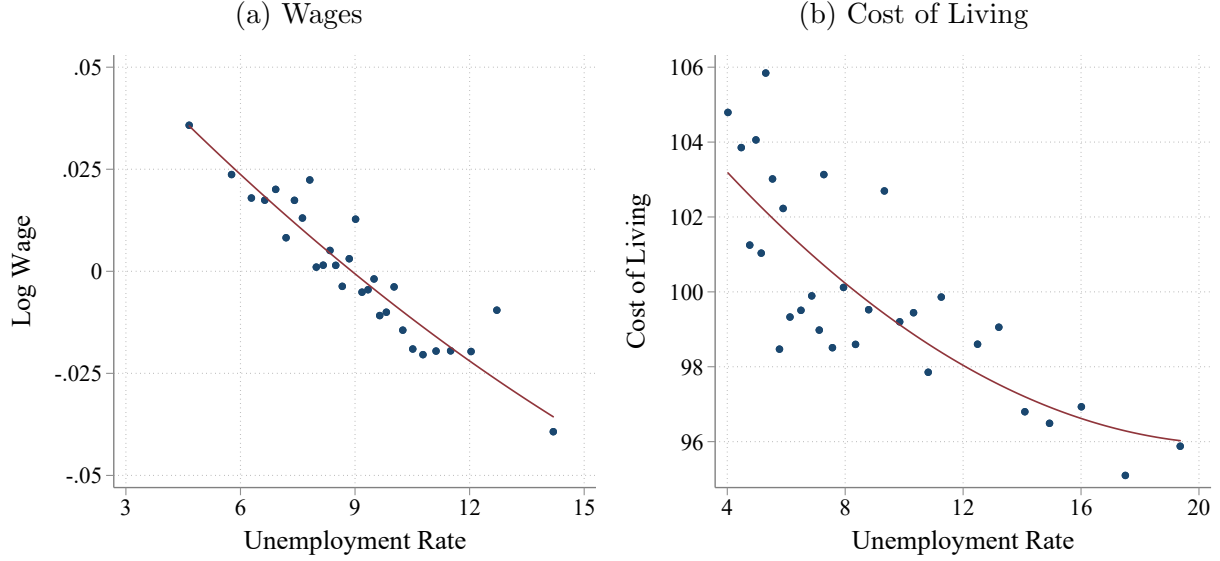 (a) Wages
.05
.025
0
-.025
-.05
Log Wage
3 6 9 12 15
Unemployment Rate
(b) Cost of Living
106
104
102
100
98
96
Cost of Living
4 8 12 16 20
Unemployment Rate